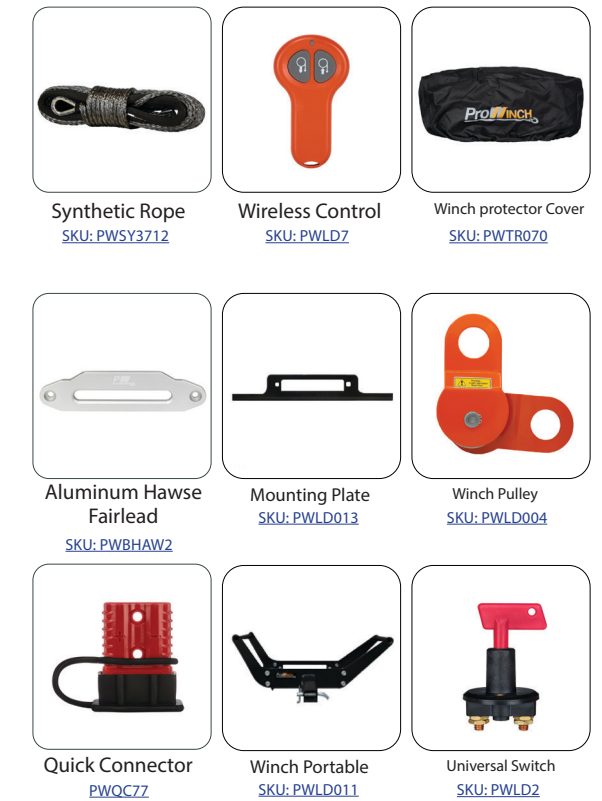 ProWinch
Synthetic Rope
SKU: PWSY3712
Wireless Control
SKU: PWLD7
Winch protector Cover
SKU: PWTR070
Aluminum Hawse
Fairlead
SKU: PWBHAW2
Mounting Plate
SKU: PWLD013
Winch Pulley
SKU: PWLD004
ProWinch
Quick Connector
PWQC77
Winch Portable
SKU: PWLD011
Universal Switch
SKU: PWLD2